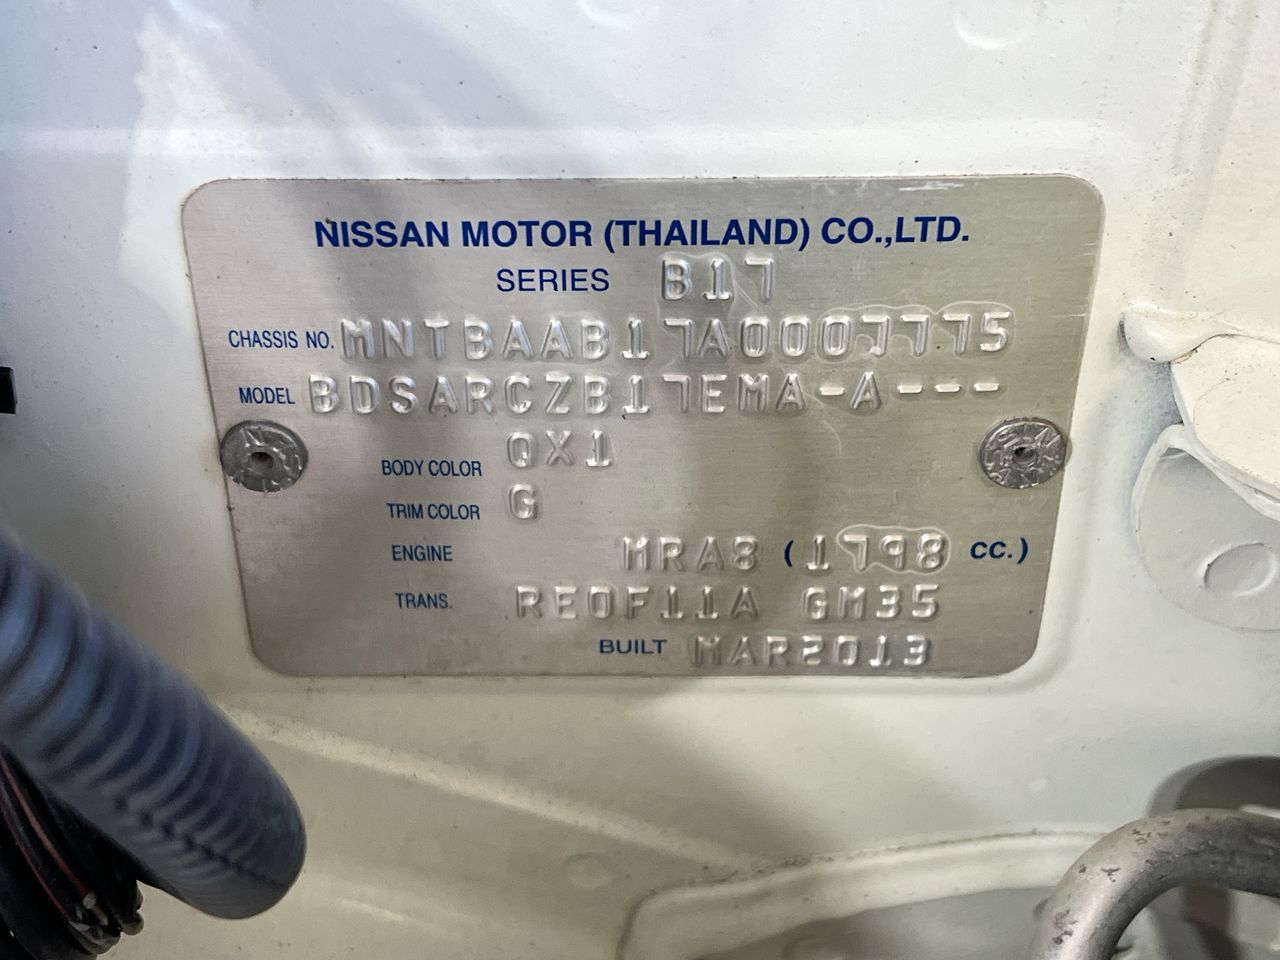 NISSAN MOTOR (THAILAND) CO.,LTD.
SERIES B17
CHASSIS NO. MNTBAAB17A0007775
MODEL BDSARCZB17EMA-A---
BODY COLOR QX1
TRIM COLOR G
ENGINE MRA8 (1798 CC.)
TRANS. RE0F11A GM35
BUILT MAR2013